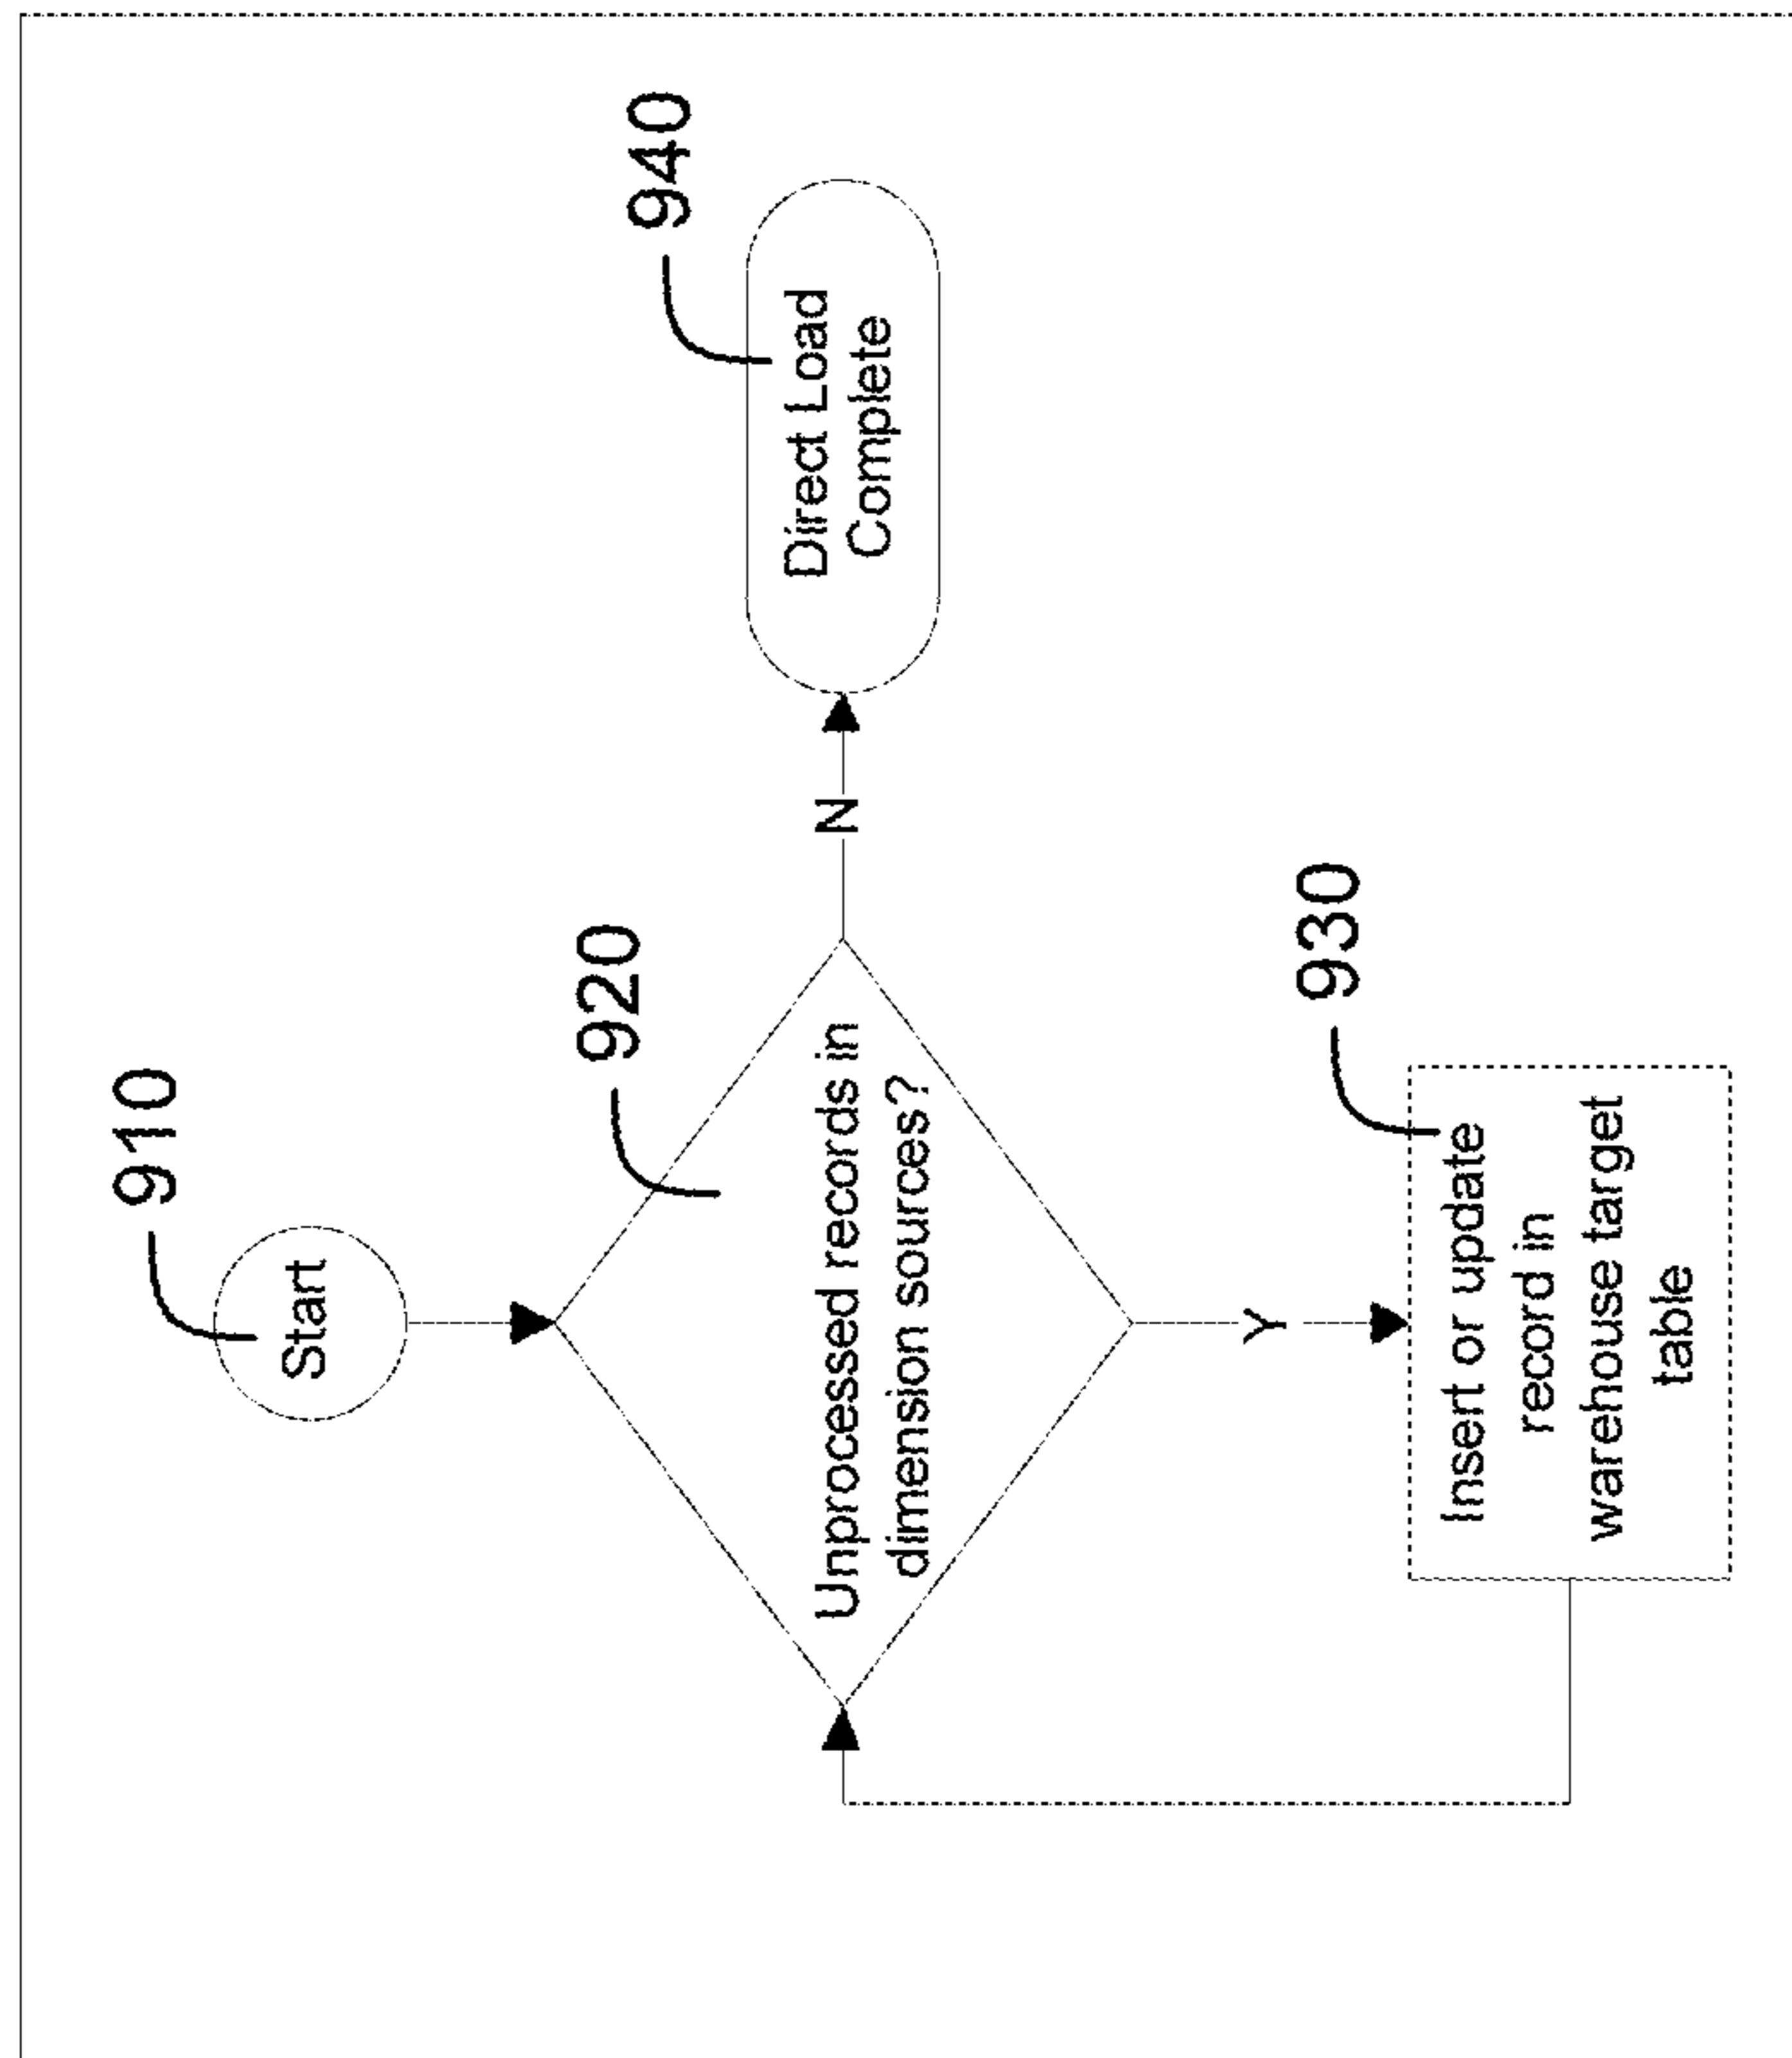 910
Start
920
Unprocessed records in
dimension sources?
N
940
Direct Load
Complete
Y
930
Insert or update
record in
warehouse target
table